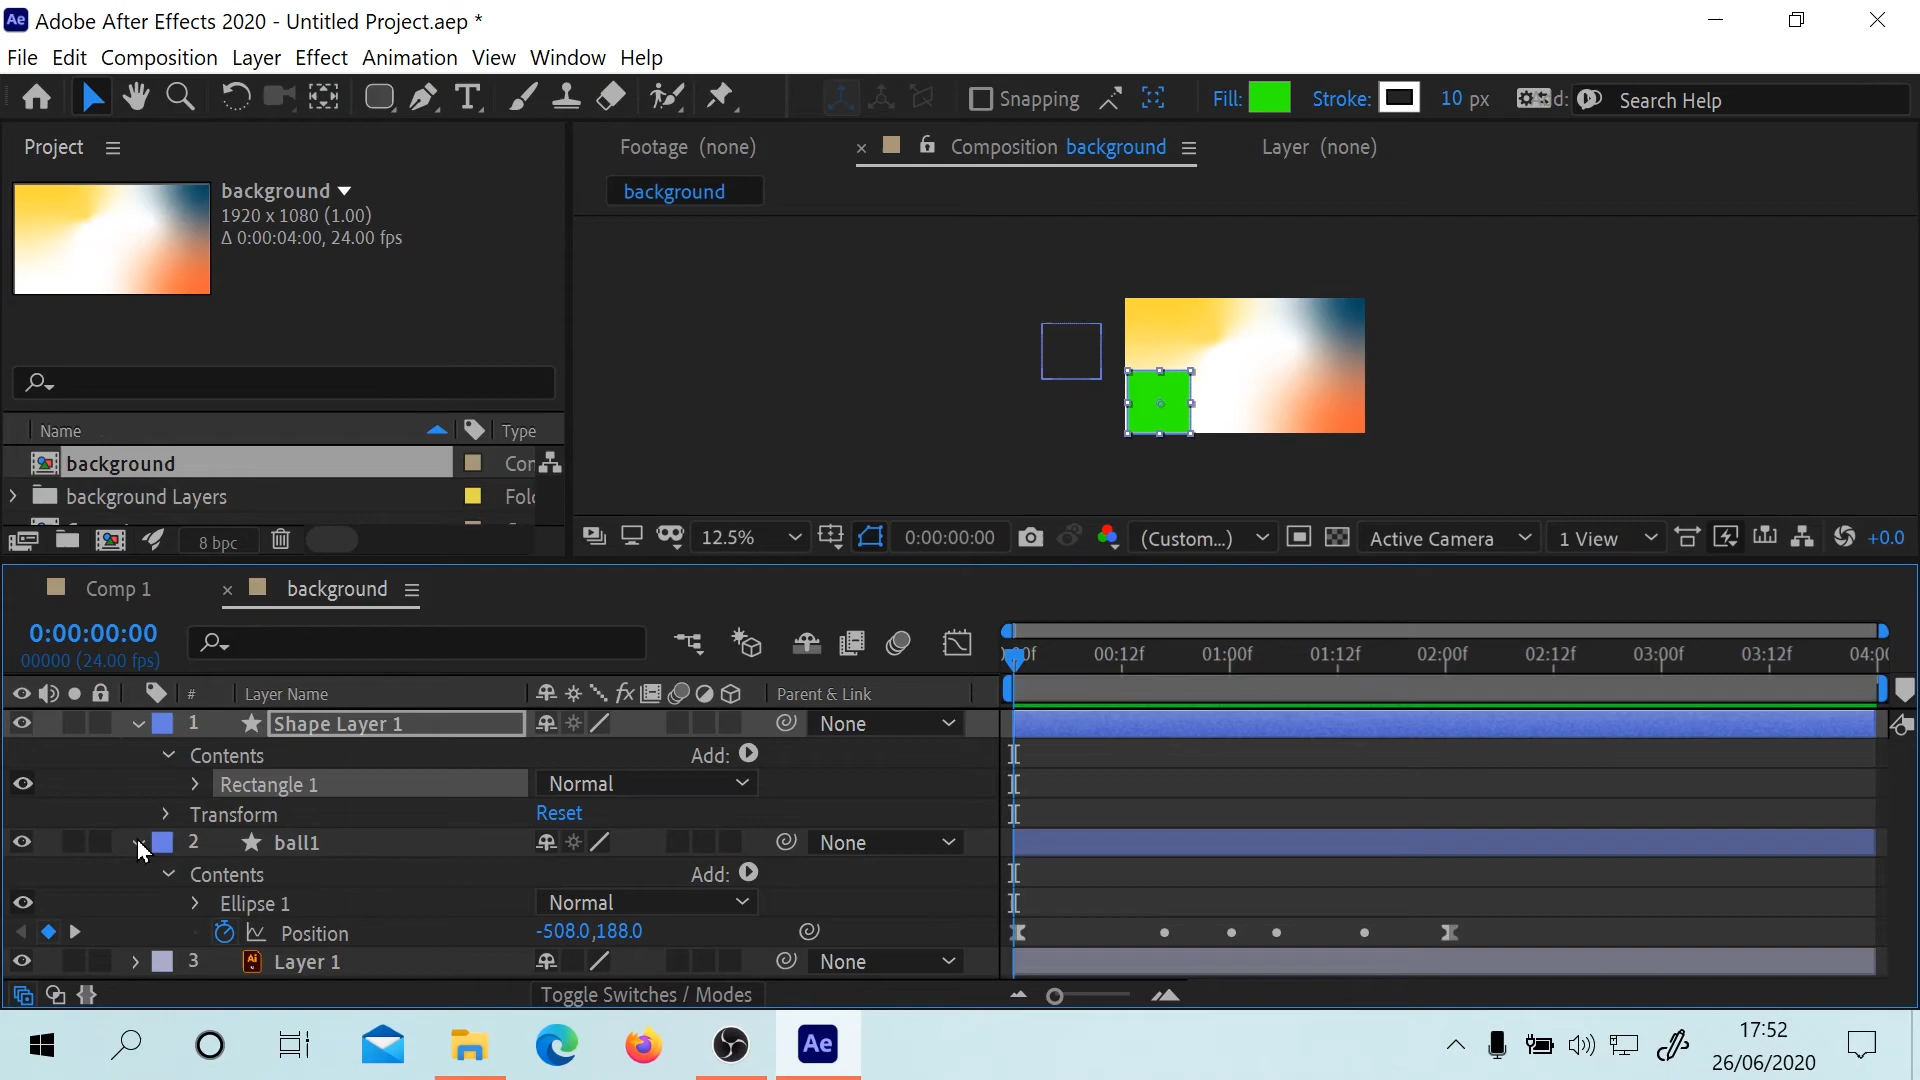 Ae Adobe After Effects 2020 - Untitled Project.aep *
File Edit Composition Layer Effect Animation View Window Help
Snapping Fill: Stroke: 10 px d: Search Help
Project
background
1920 x 1080 (1.00)
Δ 0:00:04:00, 24.00 fps
Name Type
background
background Layers
8 bpc
Footage (none) × Composition background Layer (none)
background
12.5% 0:00:00:00 (Custom...) Active Camera 1 View +0.0
Comp 1 × background
0:00:00:00
00000 (24.00 fps)
00:12f 01:00f 01:12f 02:00f 02:12f 03:00f 03:12f
# Layer Name fx Parent & Link
1 Shape Layer 1 None
Contents Add:
Rectangle 1 Normal
Transform Reset
2 ball1 None
Contents Add:
Ellipse 1 Normal
Position -508.0,188.0
3 Ai Layer 1 None
Toggle Switches / Modes
Ae
17:52
26/06/2020